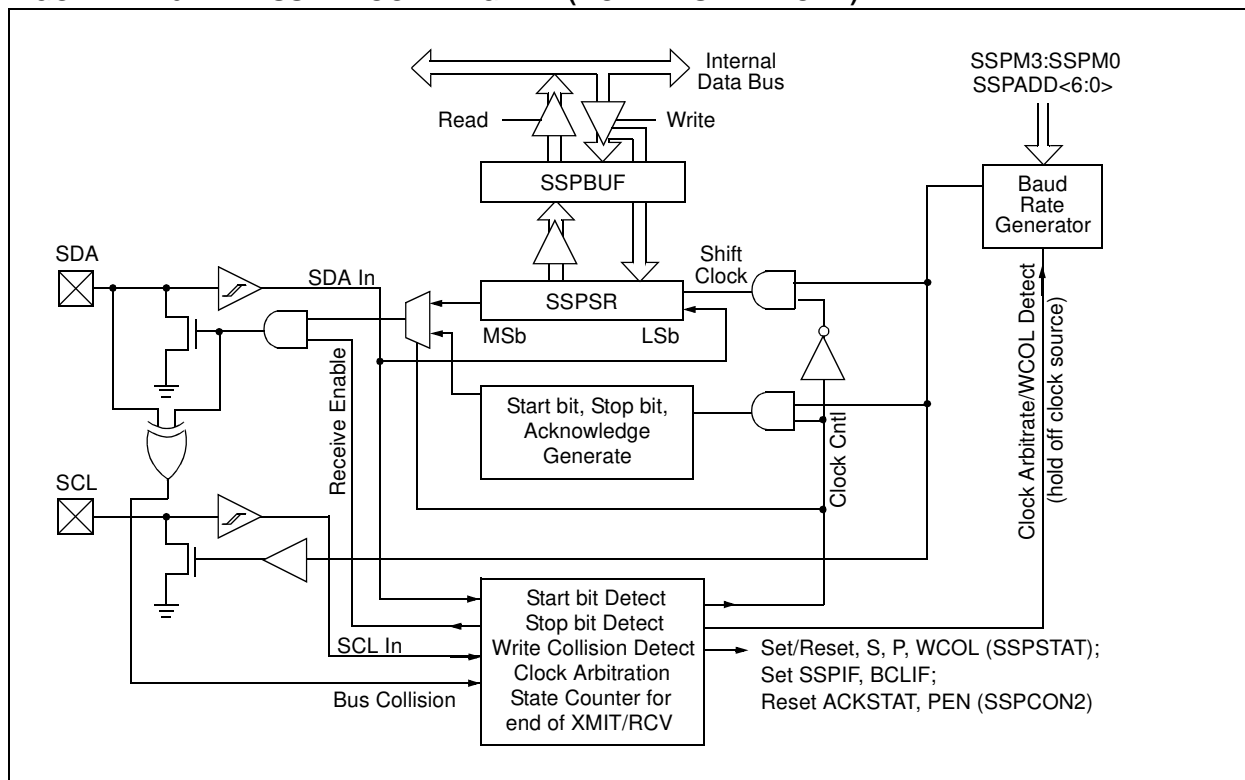 Internal
Data Bus
SSPM3:SSPM0
SSPADD<6:0>
Read
Write
SSPBUF
Baud
Rate
Generator
SDA
SDA In
Shift
Clock
SSPSR
MSb
LSb
Start bit, Stop bit,
Acknowledge
Generate
Receive Enable
Clock Cntl
Clock Arbitrate/WCOL Detect
(hold off clock source)
SCL
SCL In
Bus Collision
Start bit Detect
Stop bit Detect
Write Collision Detect
Clock Arbitration
State Counter for
end of XMIT/RCV
Set/Reset, S, P, WCOL (SSPSTAT);
Set SSPIF, BCLIF;
Reset ACKSTAT, PEN (SSPCON2)